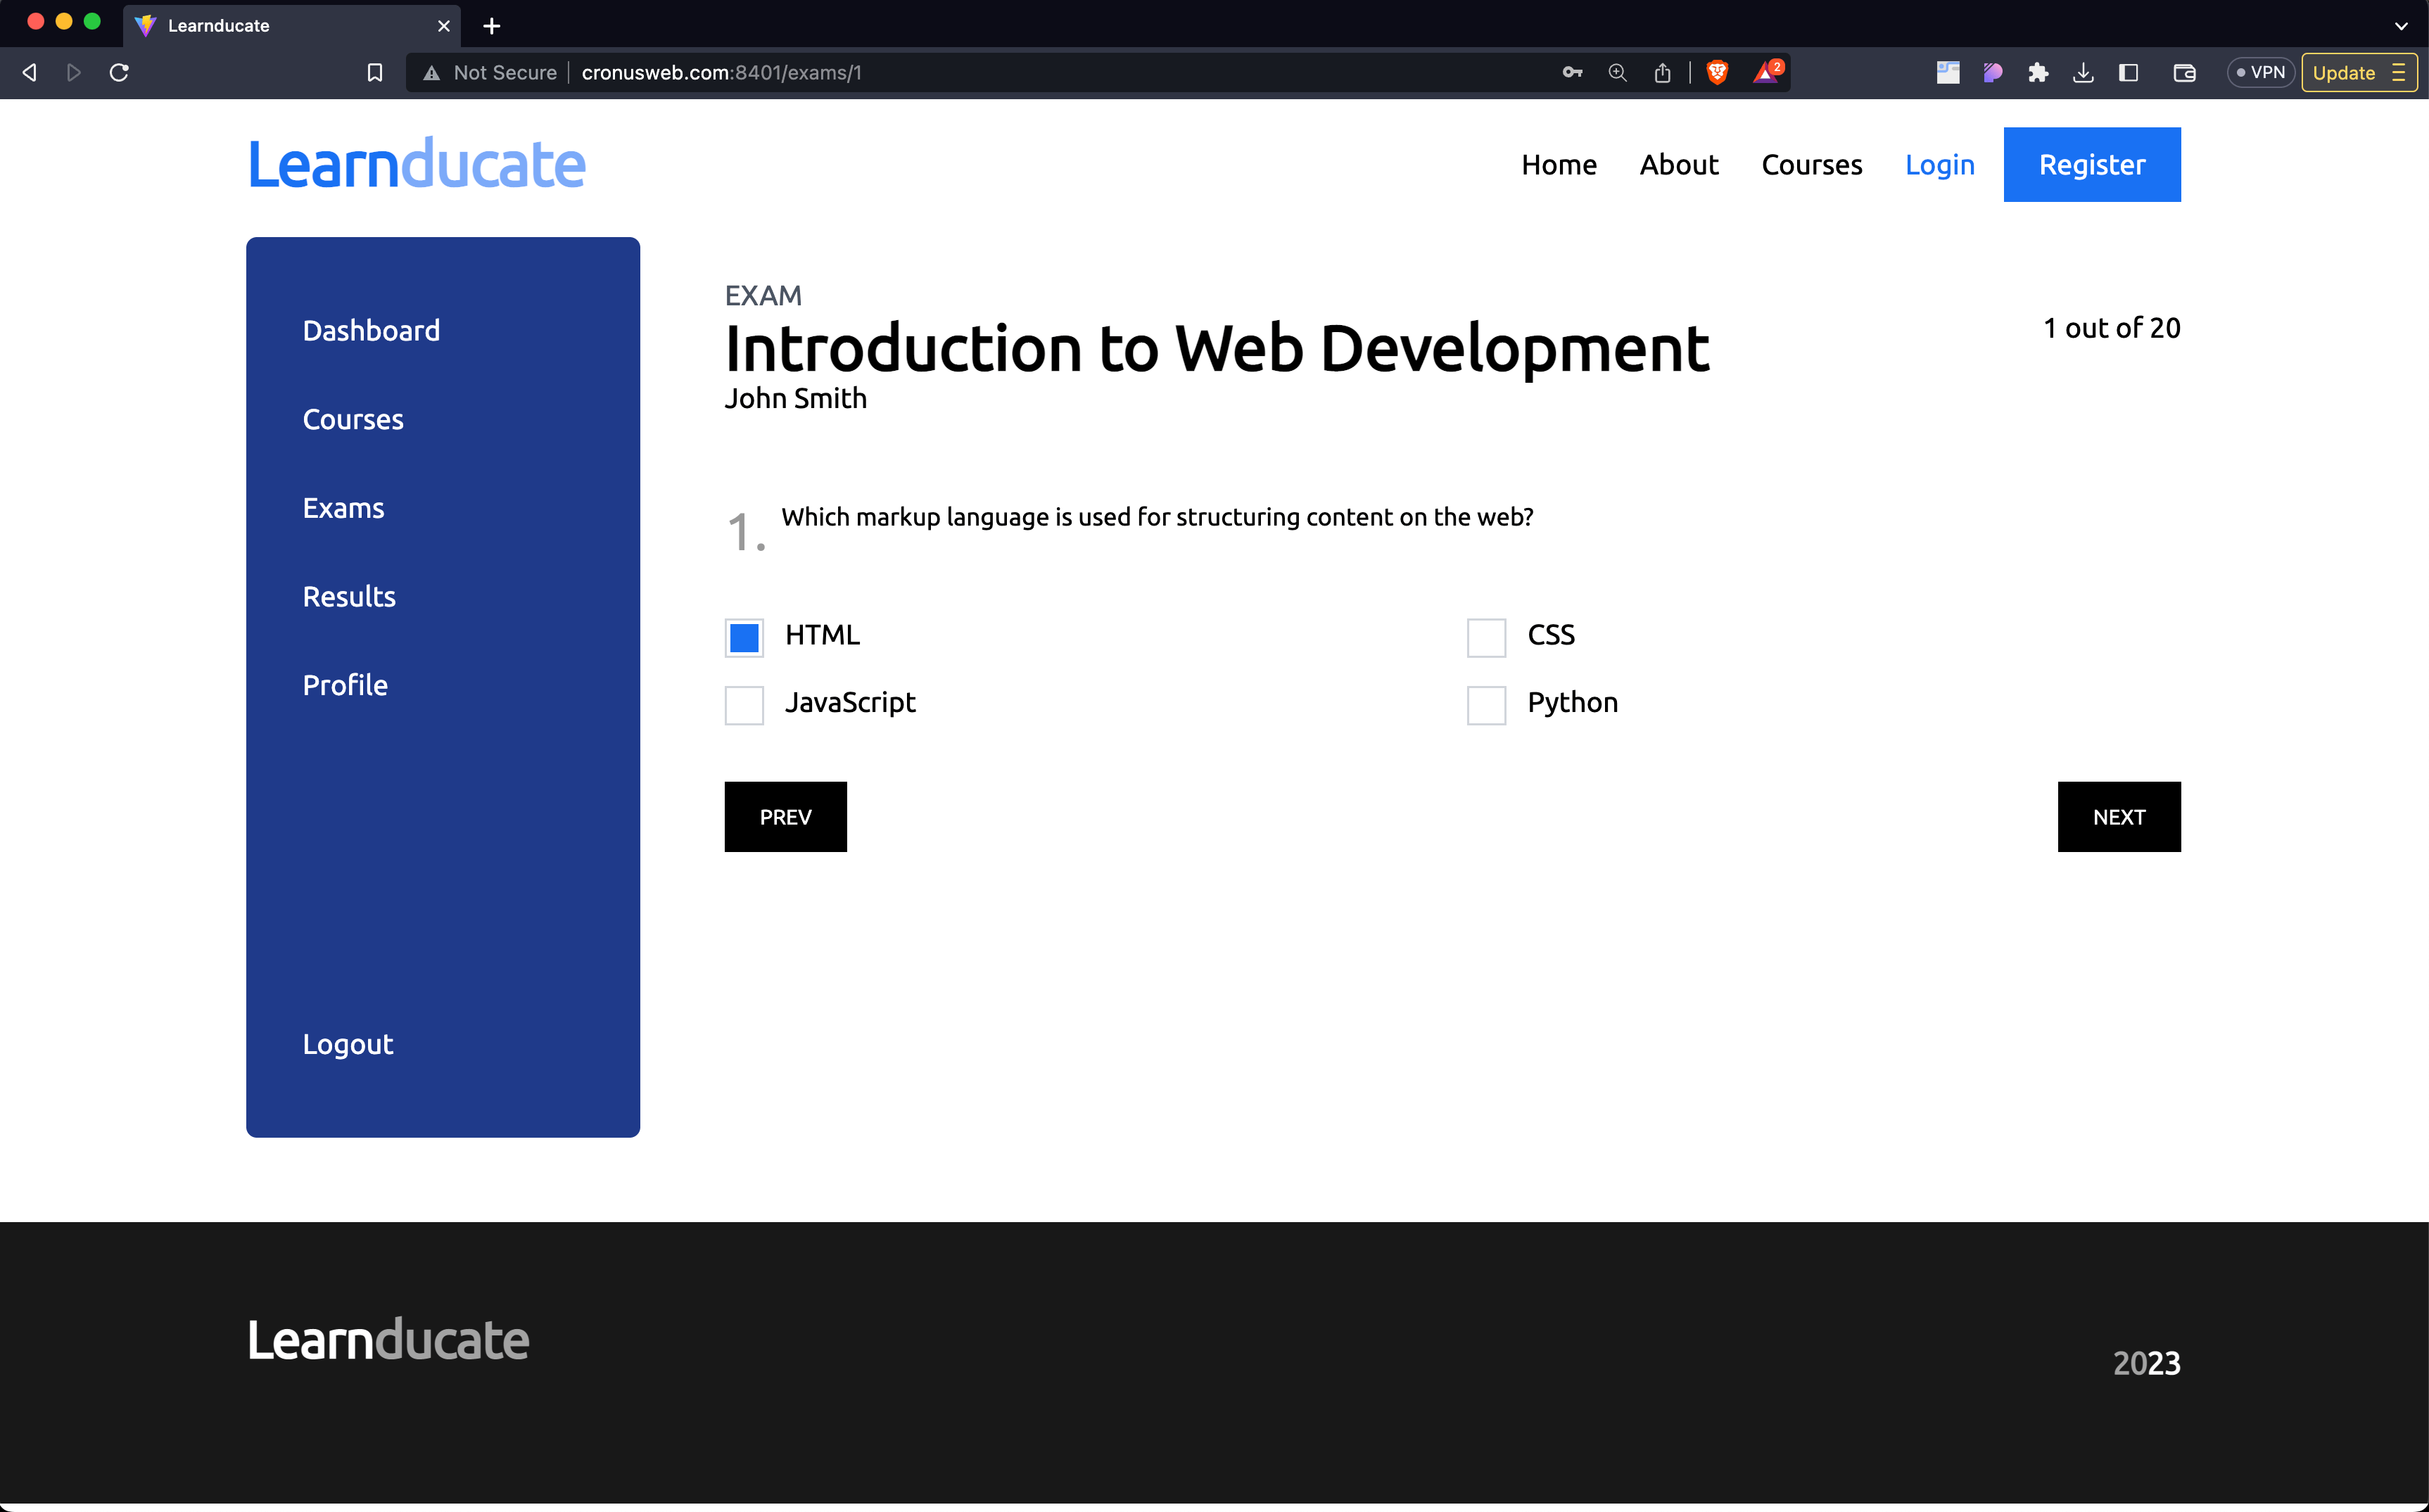 Learnducate
Not Secure cronusweb.com:8401/exams/1 2 VPN Update
Learnducate Home About Courses Login Register
Dashboard
Courses
Exams
Results
Profile
Logout
EXAM
Introduction to Web Development
John Smith
1 out of 20
1. Which markup language is used for structuring content on the web?
HTML CSS
JavaScript Python
PREV NEXT
Learnducate
2023